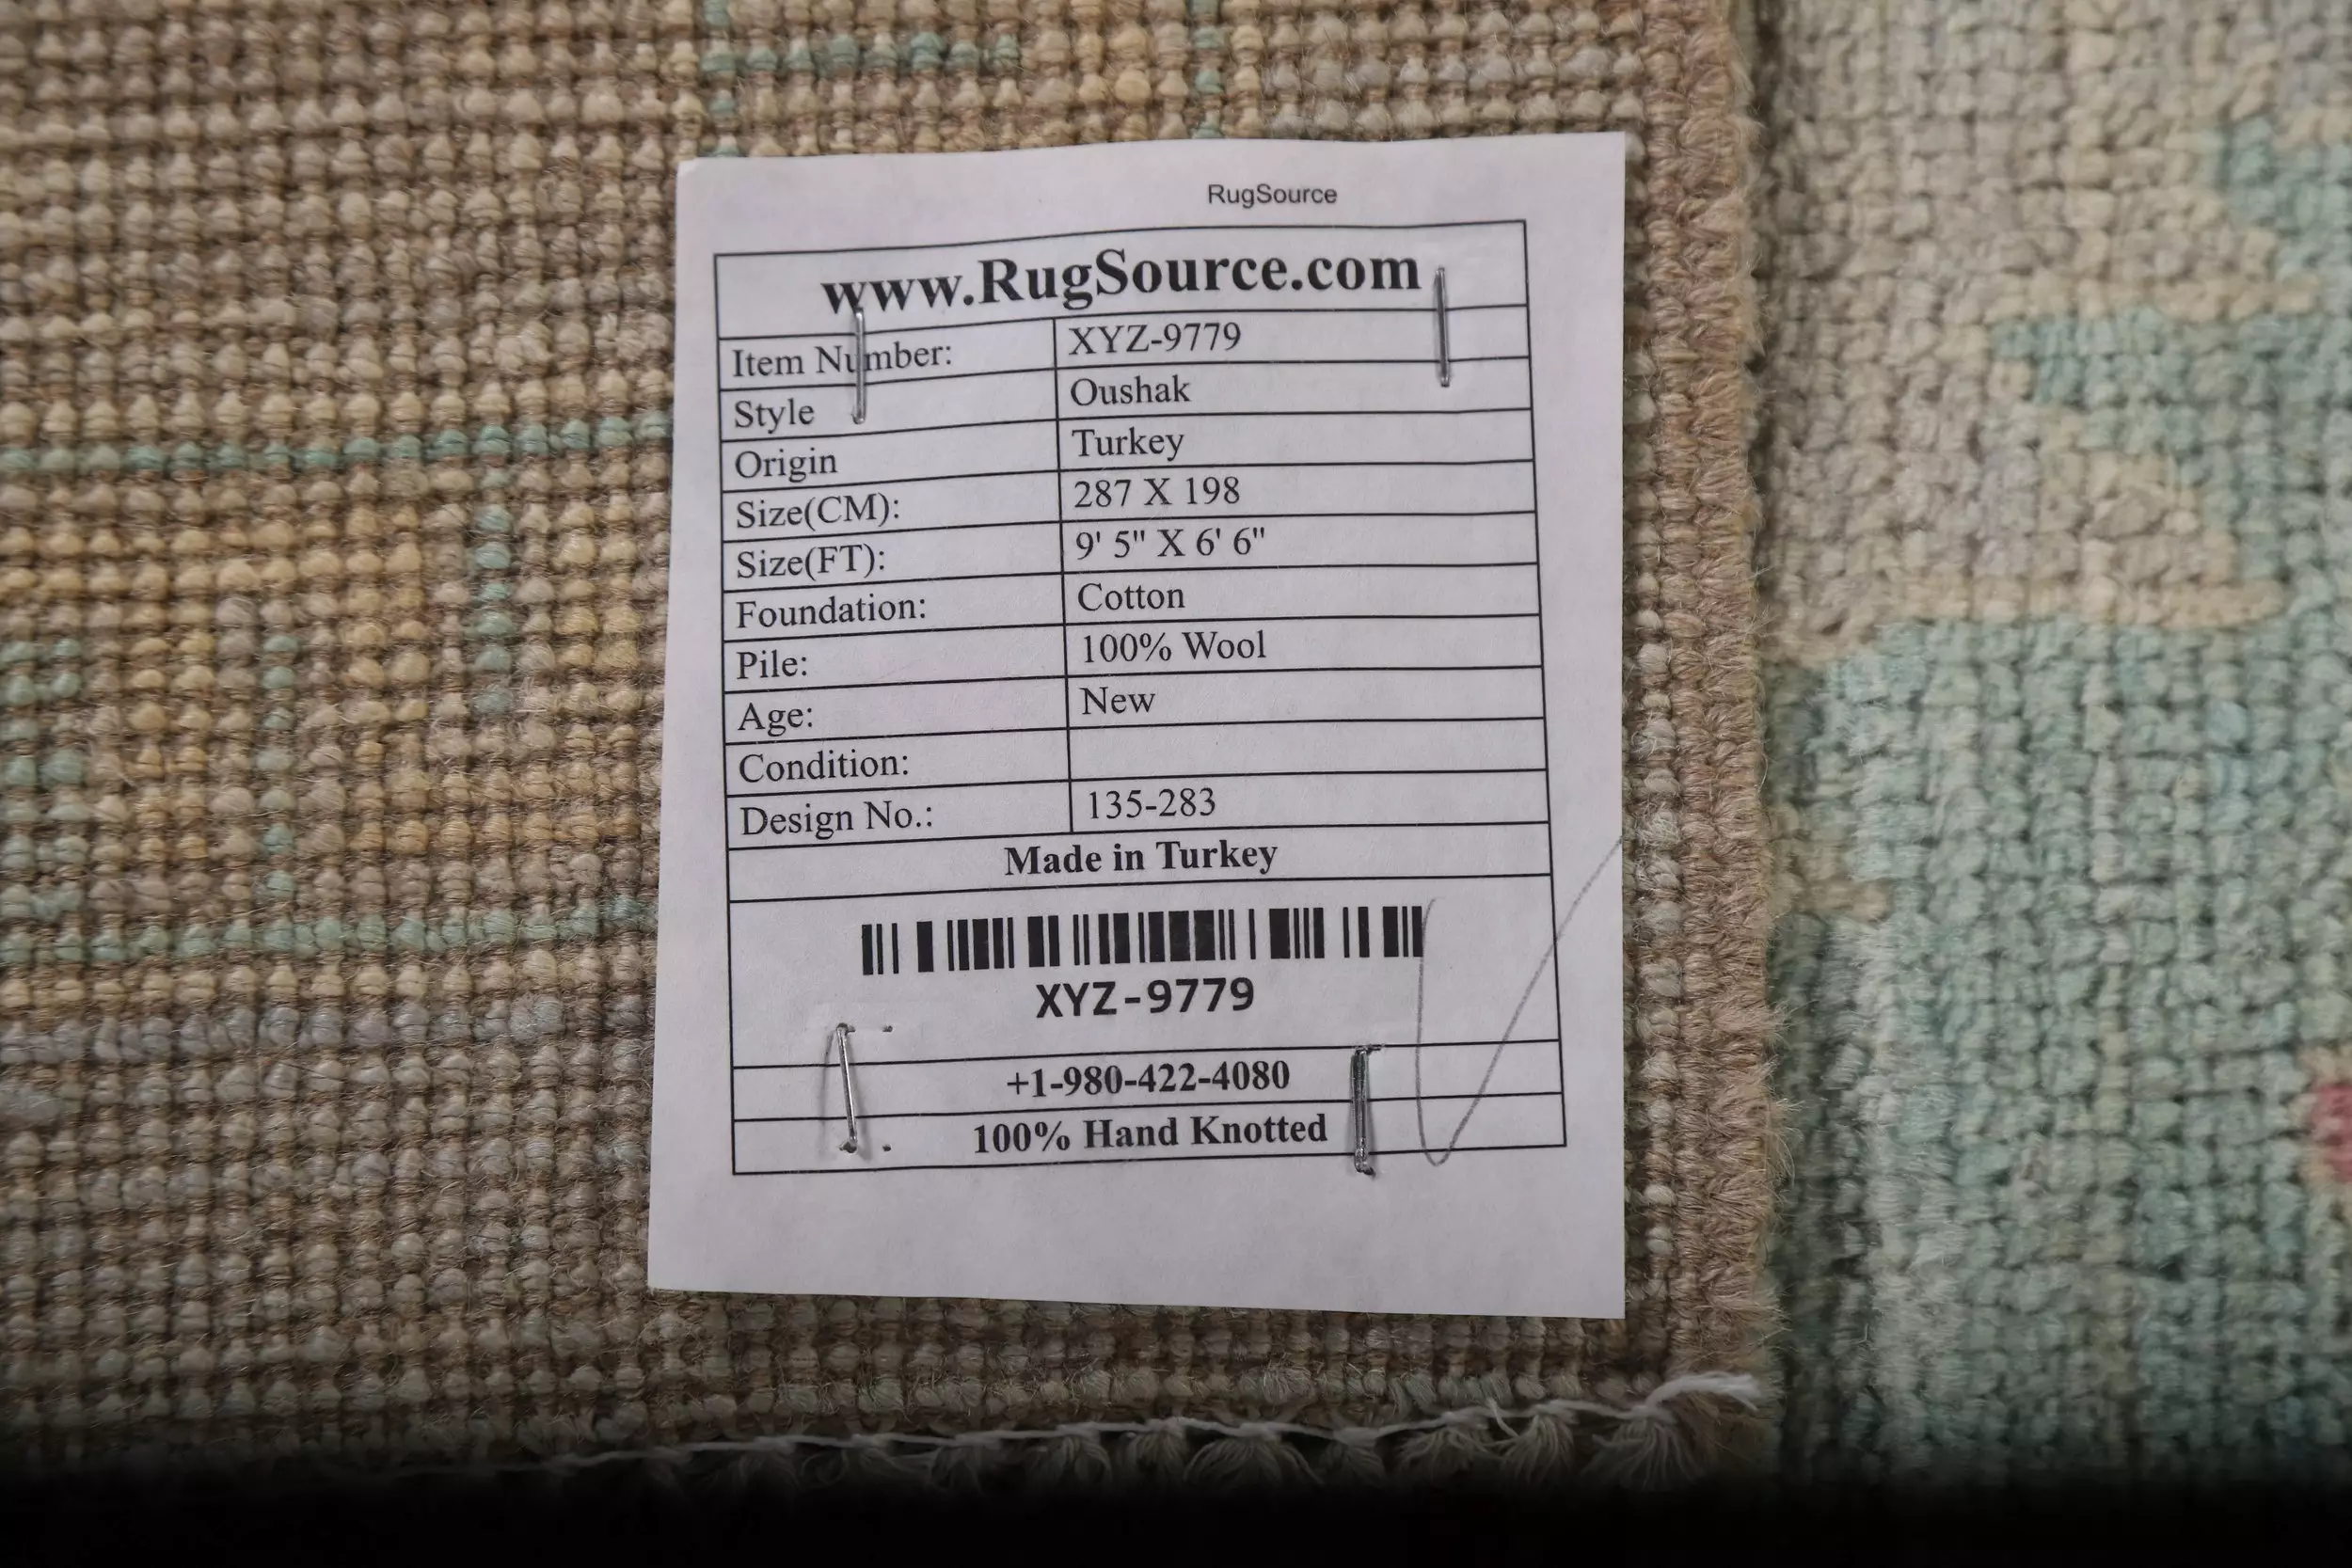 RugSource
www.RugSource.com
Item Number: XYZ-9779
Style Oushak
Origin Turkey
Size(CM): 287 X 198
Size(FT): 9' 5" X 6' 6"
Foundation: Cotton
Pile: 100% Wool
Age: New
Condition:
Design No.: 135-283
Made in Turkey
XYZ-9779
+1-980-422-4080
100% Hand Knotted